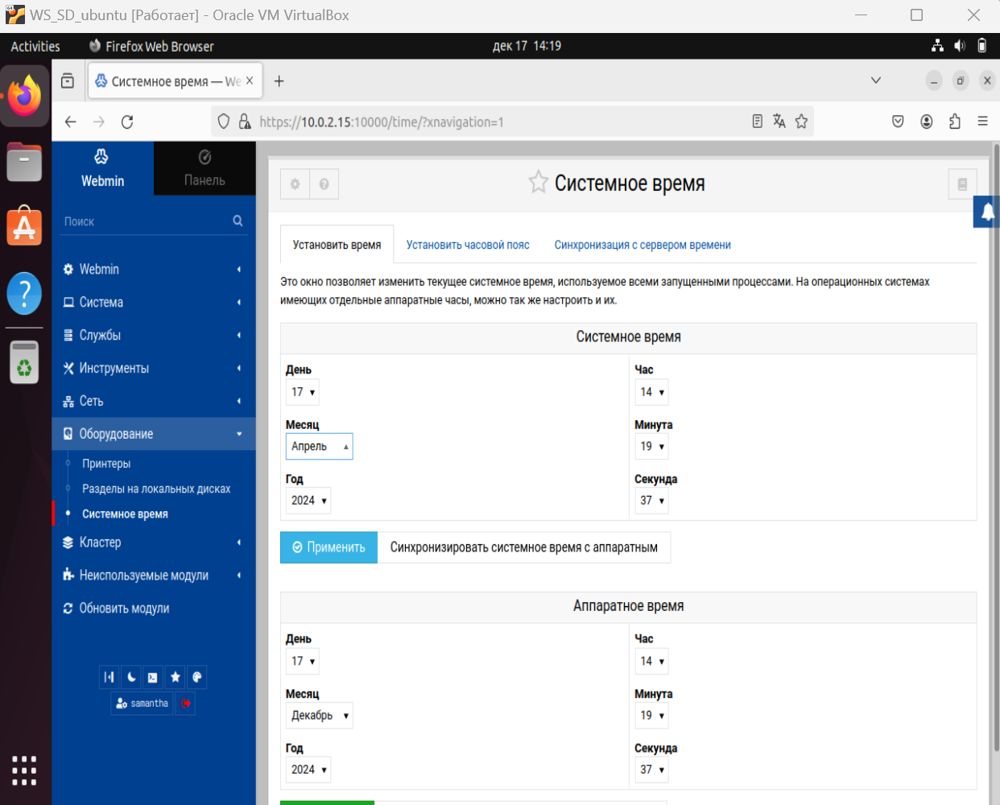 WS_SD_ubuntu [Работает] - Oracle VM VirtualBox
Activities
Firefox Web Browser
дек 17 14:19
Системное время — We
https://10.0.2.15:10000/time/?xnavigation=1
Webmin
Панель
Поиск
Webmin
Система
Службы
Инструменты
Сеть
Оборудование
Принтеры
Разделы на локальных дисках
Системное время
Кластер
Неиспользуемые модули
Обновить модули
samantha
Системное время
Установить время
Установить часовой пояс
Синхронизация с сервером времени
Это окно позволяет изменить текущее системное время, используемое всеми запущенными процессами. На операционных системах
имеющих отдельные аппаратные часы, можно так же настроить и их.
Системное время
День
17
Месяц
Апрель
Год
2024
Час
14
Минута
19
Секунда
37
Применить
Синхронизировать системное время с аппаратным
Аппаратное время
День
17
Месяц
Декабрь
Год
2024
Час
14
Минута
19
Секунда
37